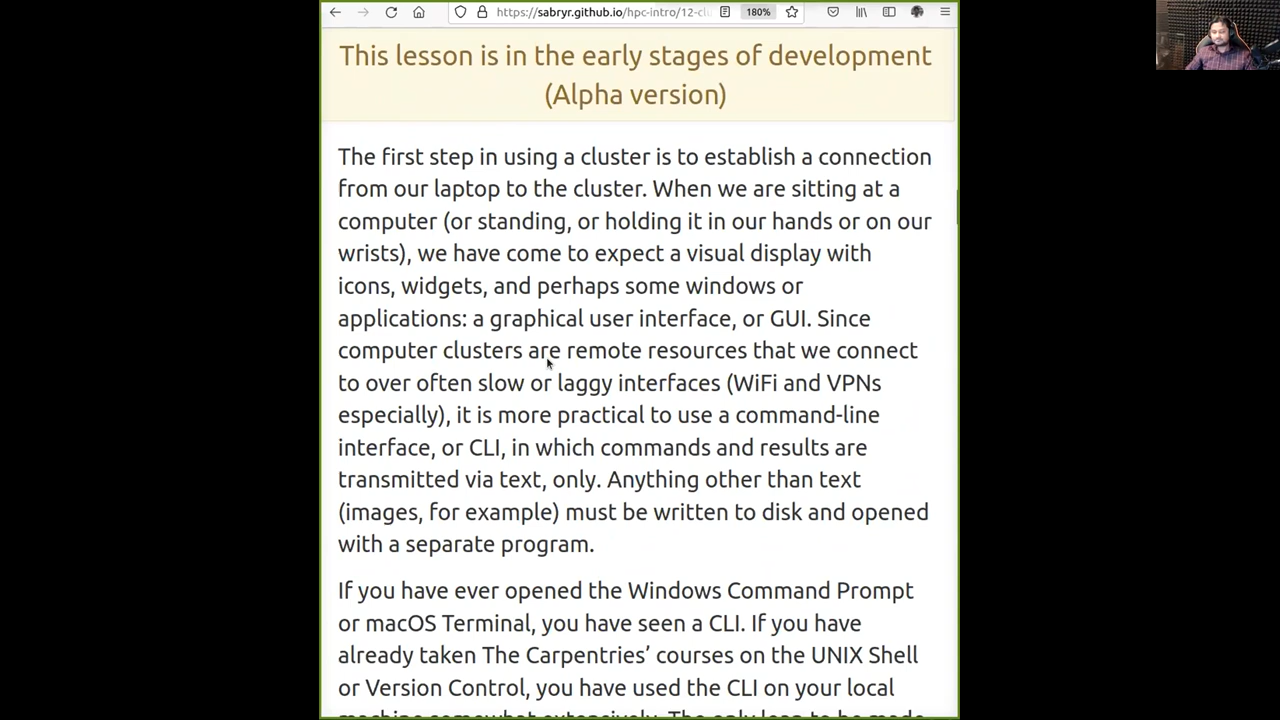 https://sabryr.github.io/hpc-intro/12-cl
180%
This lesson is in the early stages of development
(Alpha version)
The first step in using a cluster is to establish a connection
from our laptop to the cluster. When we are sitting at a
computer (or standing, or holding it in our hands or on our
wrists), we have come to expect a visual display with
icons, widgets, and perhaps some windows or
applications: a graphical user interface, or GUI. Since
computer clusters are remote resources that we connect
to over often slow or laggy interfaces (WiFi and VPNs
especially), it is more practical to use a command-line
interface, or CLI, in which commands and results are
transmitted via text, only. Anything other than text
(images, for example) must be written to disk and opened
with a separate program.
If you have ever opened the Windows Command Prompt
or macOS Terminal, you have seen a CLI. If you have
already taken The Carpentries’ courses on the UNIX Shell
or Version Control, you have used the CLI on your local
machine somewhat extensively. The only leap to be made